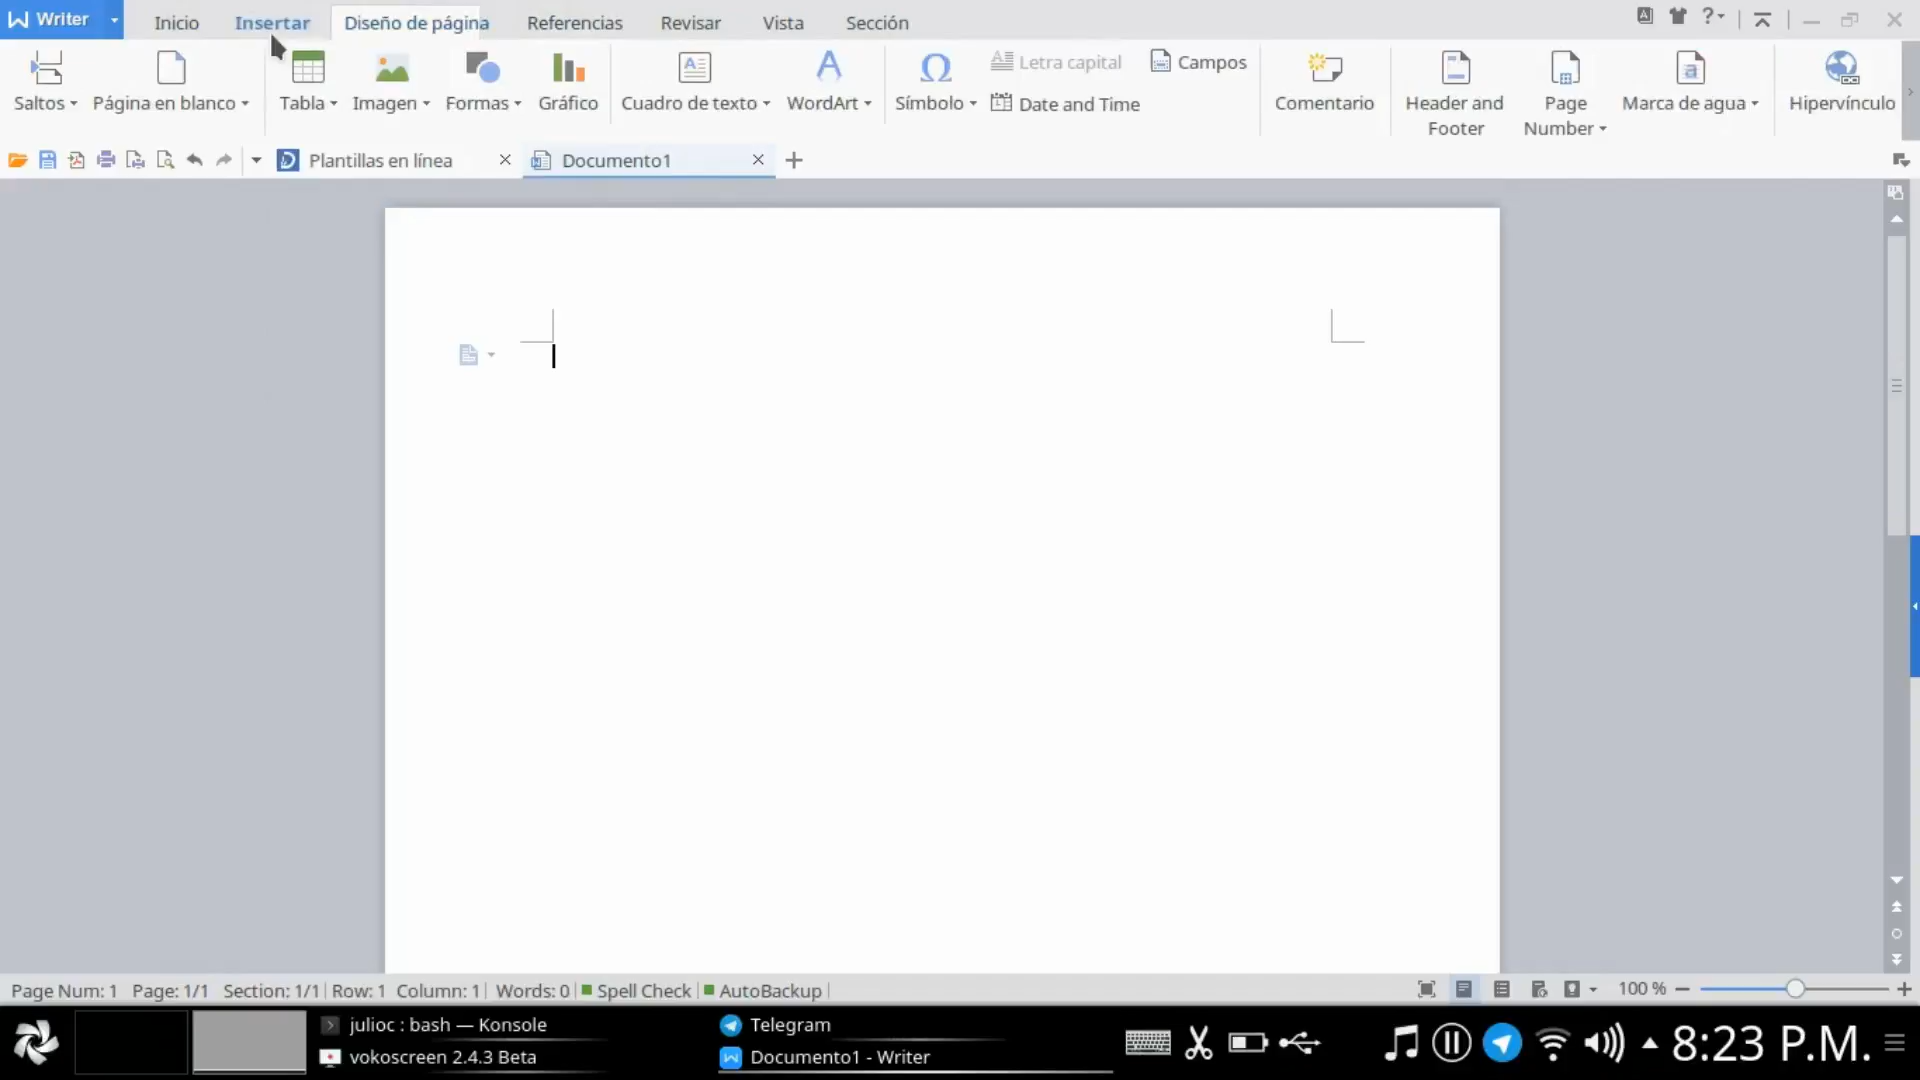 Writer Inicio Insertar Diseño de página Referencias Revisar Vista Sección
Letra capital Campos
Saltos Página en blanco Tabla Imagen Formas Gráfico Cuadro de texto WordArt Símbolo Date and Time Comentario Header and Footer Page Number Marca de agua Hipervínculo
Plantillas en línea Documento1
Page Num: 1 Page: 1/1 Section: 1/1 Row: 1 Column: 1 Words: 0 Spell Check AutoBackup 100 %
julioc : bash — Konsole Telegram
vokoscreen 2.4.3 Beta Documento1 - Writer
8:23 P.M.